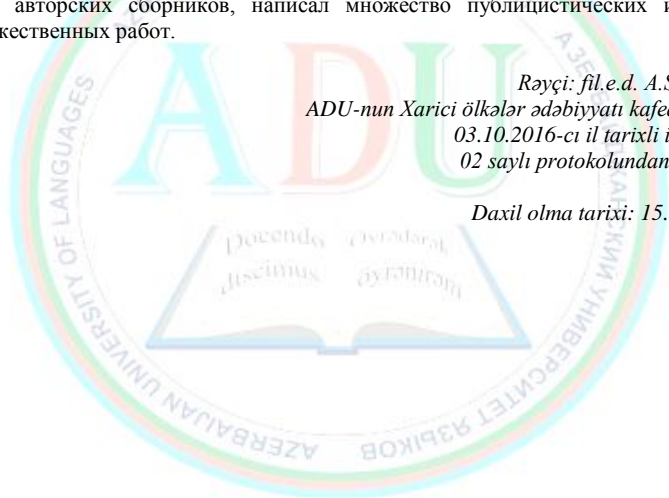 авторских сборников, написал множество публицистических и
жественных работ.
Rəyçi: fil.e.d. A.S
ADU-nun Xarici ölkələr ədəbiyyatı kafed
03.10.2016-cı il tarixli i
02 saylı protokolundan
Daxil olma tarixi: 15.
ADU
Docendo discimus
Öyrədərək öyrənirəm
AZERBAIJAN UNIVERSITY OF LANGUAGES
АЗЕРБАЙДЖАНСКИЙ УНИВЕРСИТЕТ ЯЗЫКОВ